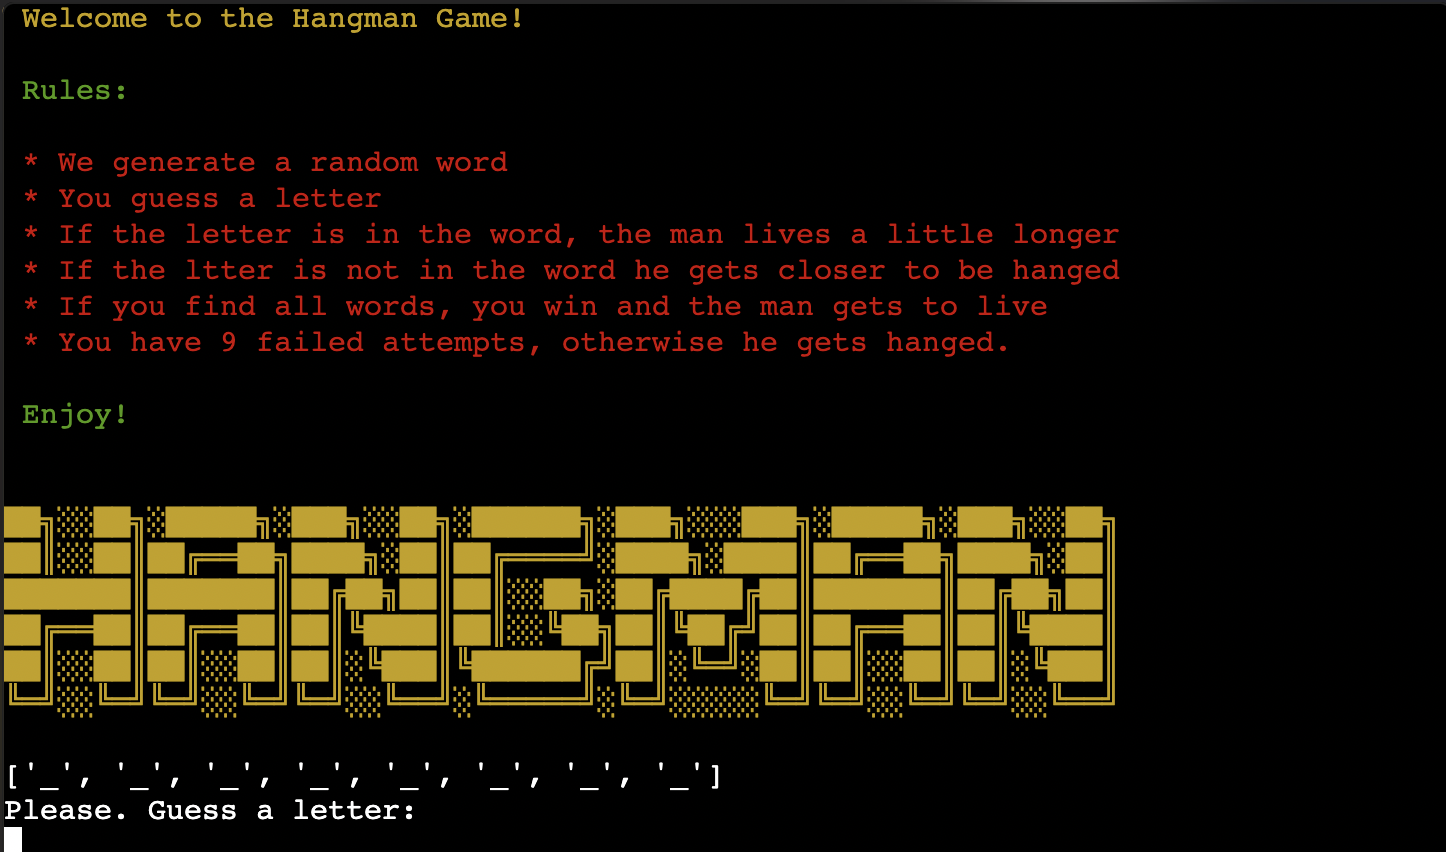 Welcome to the Hangman Game!
Rules:
* We generate a random word
* You guess a letter
* If the letter is in the word, the man lives a little longer
* If the ltter is not in the word he gets closer to be hanged
* If you find all words, you win and the man gets to live
* You have 9 failed attempts, otherwise he gets hanged.
Enjoy!
HANGMAN
['_', '_', '_', '_', '_', '_', '_', '_']
Please. Guess a letter: